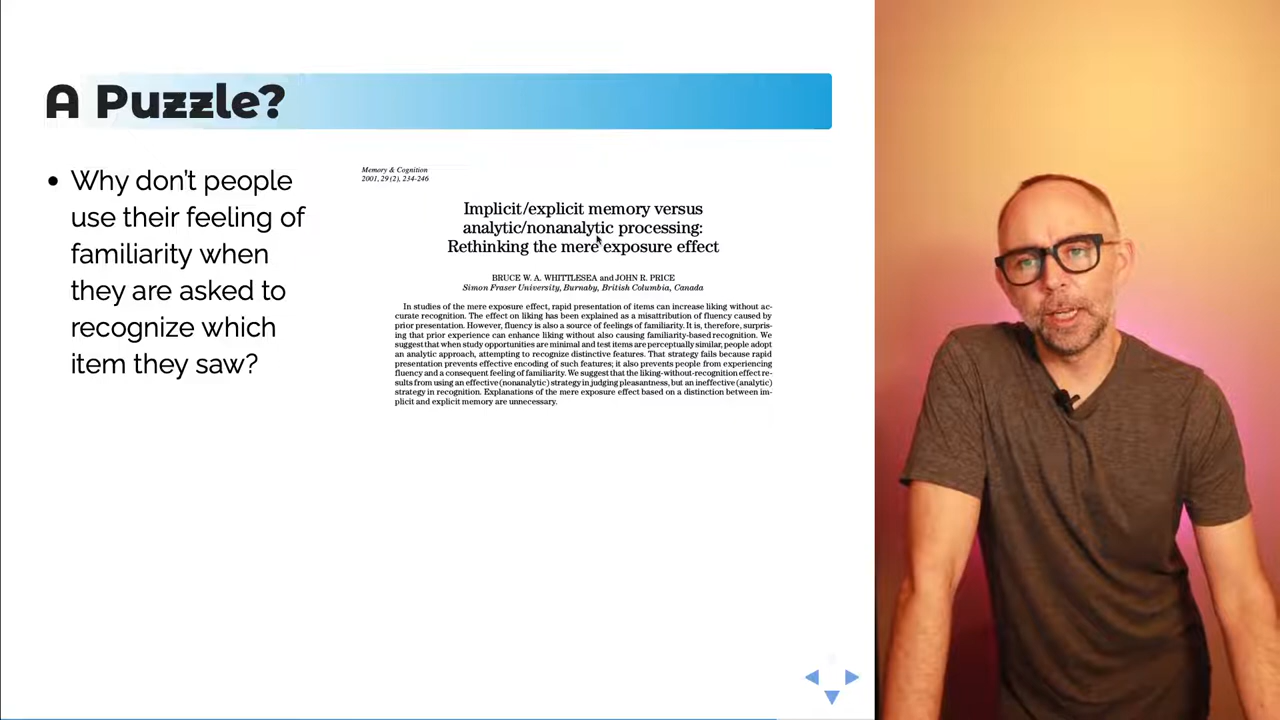 A Puzzle?
• Why don't people
use their feeling of
familiarity when
they are asked to
recognize which
item they saw?
Memory & Cognition
2001, 29 (2), 234-246
Implicit/explicit memory versus
analytic/nonanalytic processing:
Rethinking the mere exposure effect
BRUCE W. A. WHITTLESEA and JOHN R. PRICE
Simon Fraser University, Burnaby, British Columbia, Canada
In studies of the mere exposure effect, rapid presentation of items can increase liking without ac-
curate recognition. The effect on liking has been explained as a misattribution of fluency caused by
prior presentation. However, fluency is also a source of feelings of familiarity. It is, therefore, surpris-
ing that prior experience can enhance liking without also causing familiarity-based recognition. We
suggest that when study opportunities are minimal and test items are perceptually similar, people adopt
an analytic approach, attempting to recognize distinctive features. That strategy fails because rapid
presentation prevents effective encoding of such features; it also prevents people from experiencing
fluency and a consequent feeling of familiarity. We suggest that the liking-without-recognition effect re-
sults from using an effective (nonanalytic) strategy in judging pleasantness, but an ineffective (analytic)
strategy in recognition. Explanations of the mere exposure effect based on a distinction between im-
plicit and explicit memory are unnecessary.